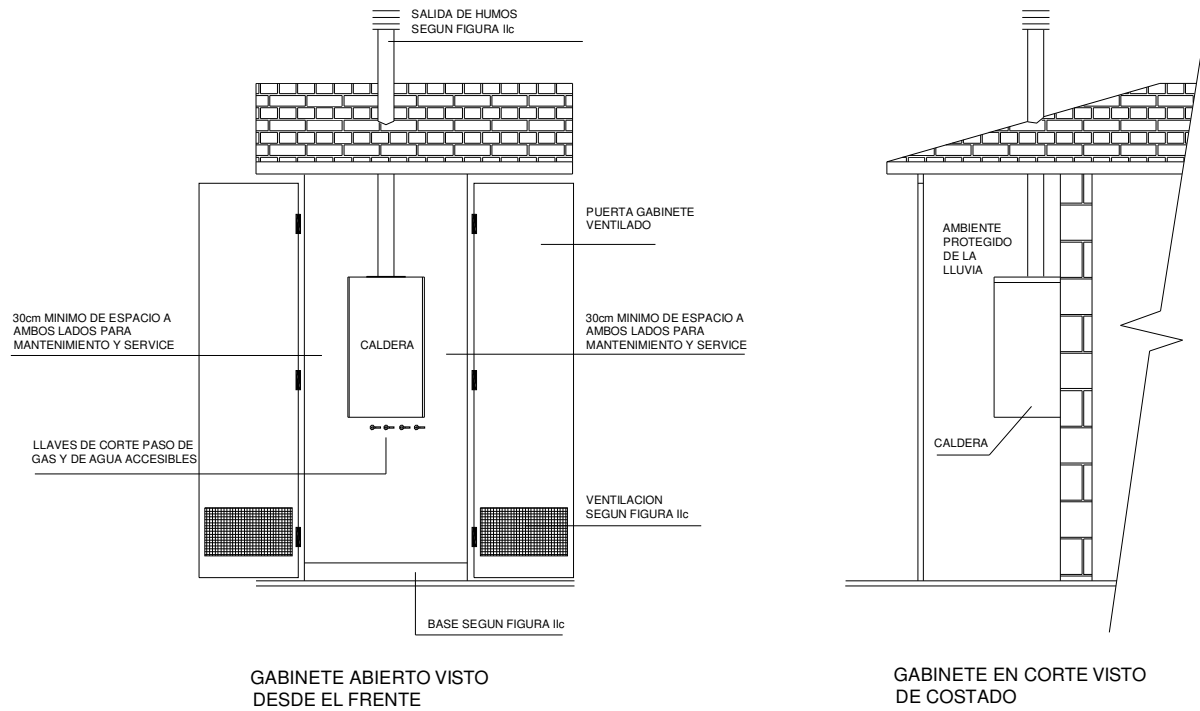 SALIDA DE HUMOS
SEGUN FIGURA IIc
PUERTA GABINETE
VENTILADO
30cm MINIMO DE ESPACIO A
AMBOS LADOS PARA
MANTENIMIENTO Y SERVICE
CALDERA
30cm MINIMO DE ESPACIO A
AMBOS LADOS PARA
MANTENIMIENTO Y SERVICE
LLAVES DE CORTE PASO DE
GAS Y DE AGUA ACCESIBLES
VENTILACION
SEGUN FIGURA IIc
BASE SEGUN FIGURA IIc
GABINETE ABIERTO VISTO
DESDE EL FRENTE
AMBIENTE
PROTEGIDO
DE LA
LLUVIA
CALDERA
GABINETE EN CORTE VISTO
DE COSTADO